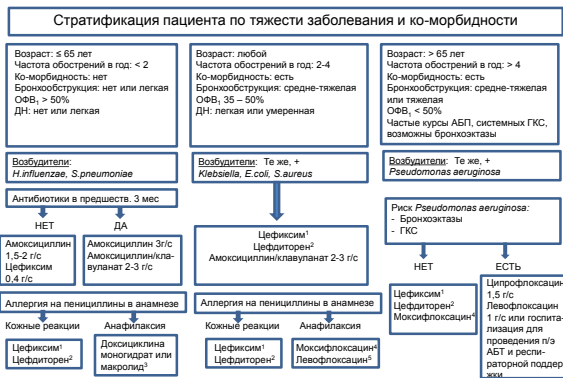 Стратификация пациента по тяжести заболевания и ко-морбидности
Возраст: ≤ 65 лет
Частота обострений в год: < 2
Ко-морбидность: нет
Бронхообструкция: нет или легкая
ОФВ₁ > 50%
ДН: нет или легкая
Возраст: любой
Частота обострений в год: 2-4
Ко-морбидность: есть
Бронхообструкция: средне-тяжелая
ОФВ₁ 35 – 50%
ДН: легкая или умеренная
Возраст: > 65 лет
Частота обострений в год: > 4
Ко-морбидность: есть
Бронхообструкция: средне-тяжелая
или тяжелая
ОФВ₁ < 50%
Частые курсы АБП, системных ГКС,
возможны бронхоэктазы
Возбудители:
H.influenzae, S.pneumoniae
Возбудители: Те же, +
Klebsiella, E.coli, S.aureus
Возбудители: Те же, +
Pseudomonas aeruginosa
Антибиотики в предшеств. 3 мес
НЕТ
ДА
Амоксициллин
1,5-2 г/с
Цефиксим
0,4 г/с
Амоксициллин 3г/с
Амоксициллин/кла-
вуланат 2-3 г/с
Цефиксим¹
Цефдиторен²
Амоксициллин/клавуланат 2-3 г/с
Риск Pseudomonas aeruginosa:
- Бронхоэктазы
- ГКС
НЕТ
ЕСТЬ
Цефиксим¹
Цефдиторен²
Моксифлоксацин⁴
Ципрофлоксацин
1,5 г/с
Левофлоксацин
1 г/с или госпита-
лизация для
проведения п/э
АБТ и респи-
раторной поддер-
жки
Аллергия на пенициллины в анамнезе
Кожные реакции
Анафилаксия
Цефиксим¹
Цефдиторен²
Доксициклина
моногидрат или
макролид³
Аллергия на пенициллины в анамнезе
Кожные реакции
Анафилаксия
Цефиксим¹
Цефдиторен²
Моксифлоксацин⁴
Левофлоксацин⁵